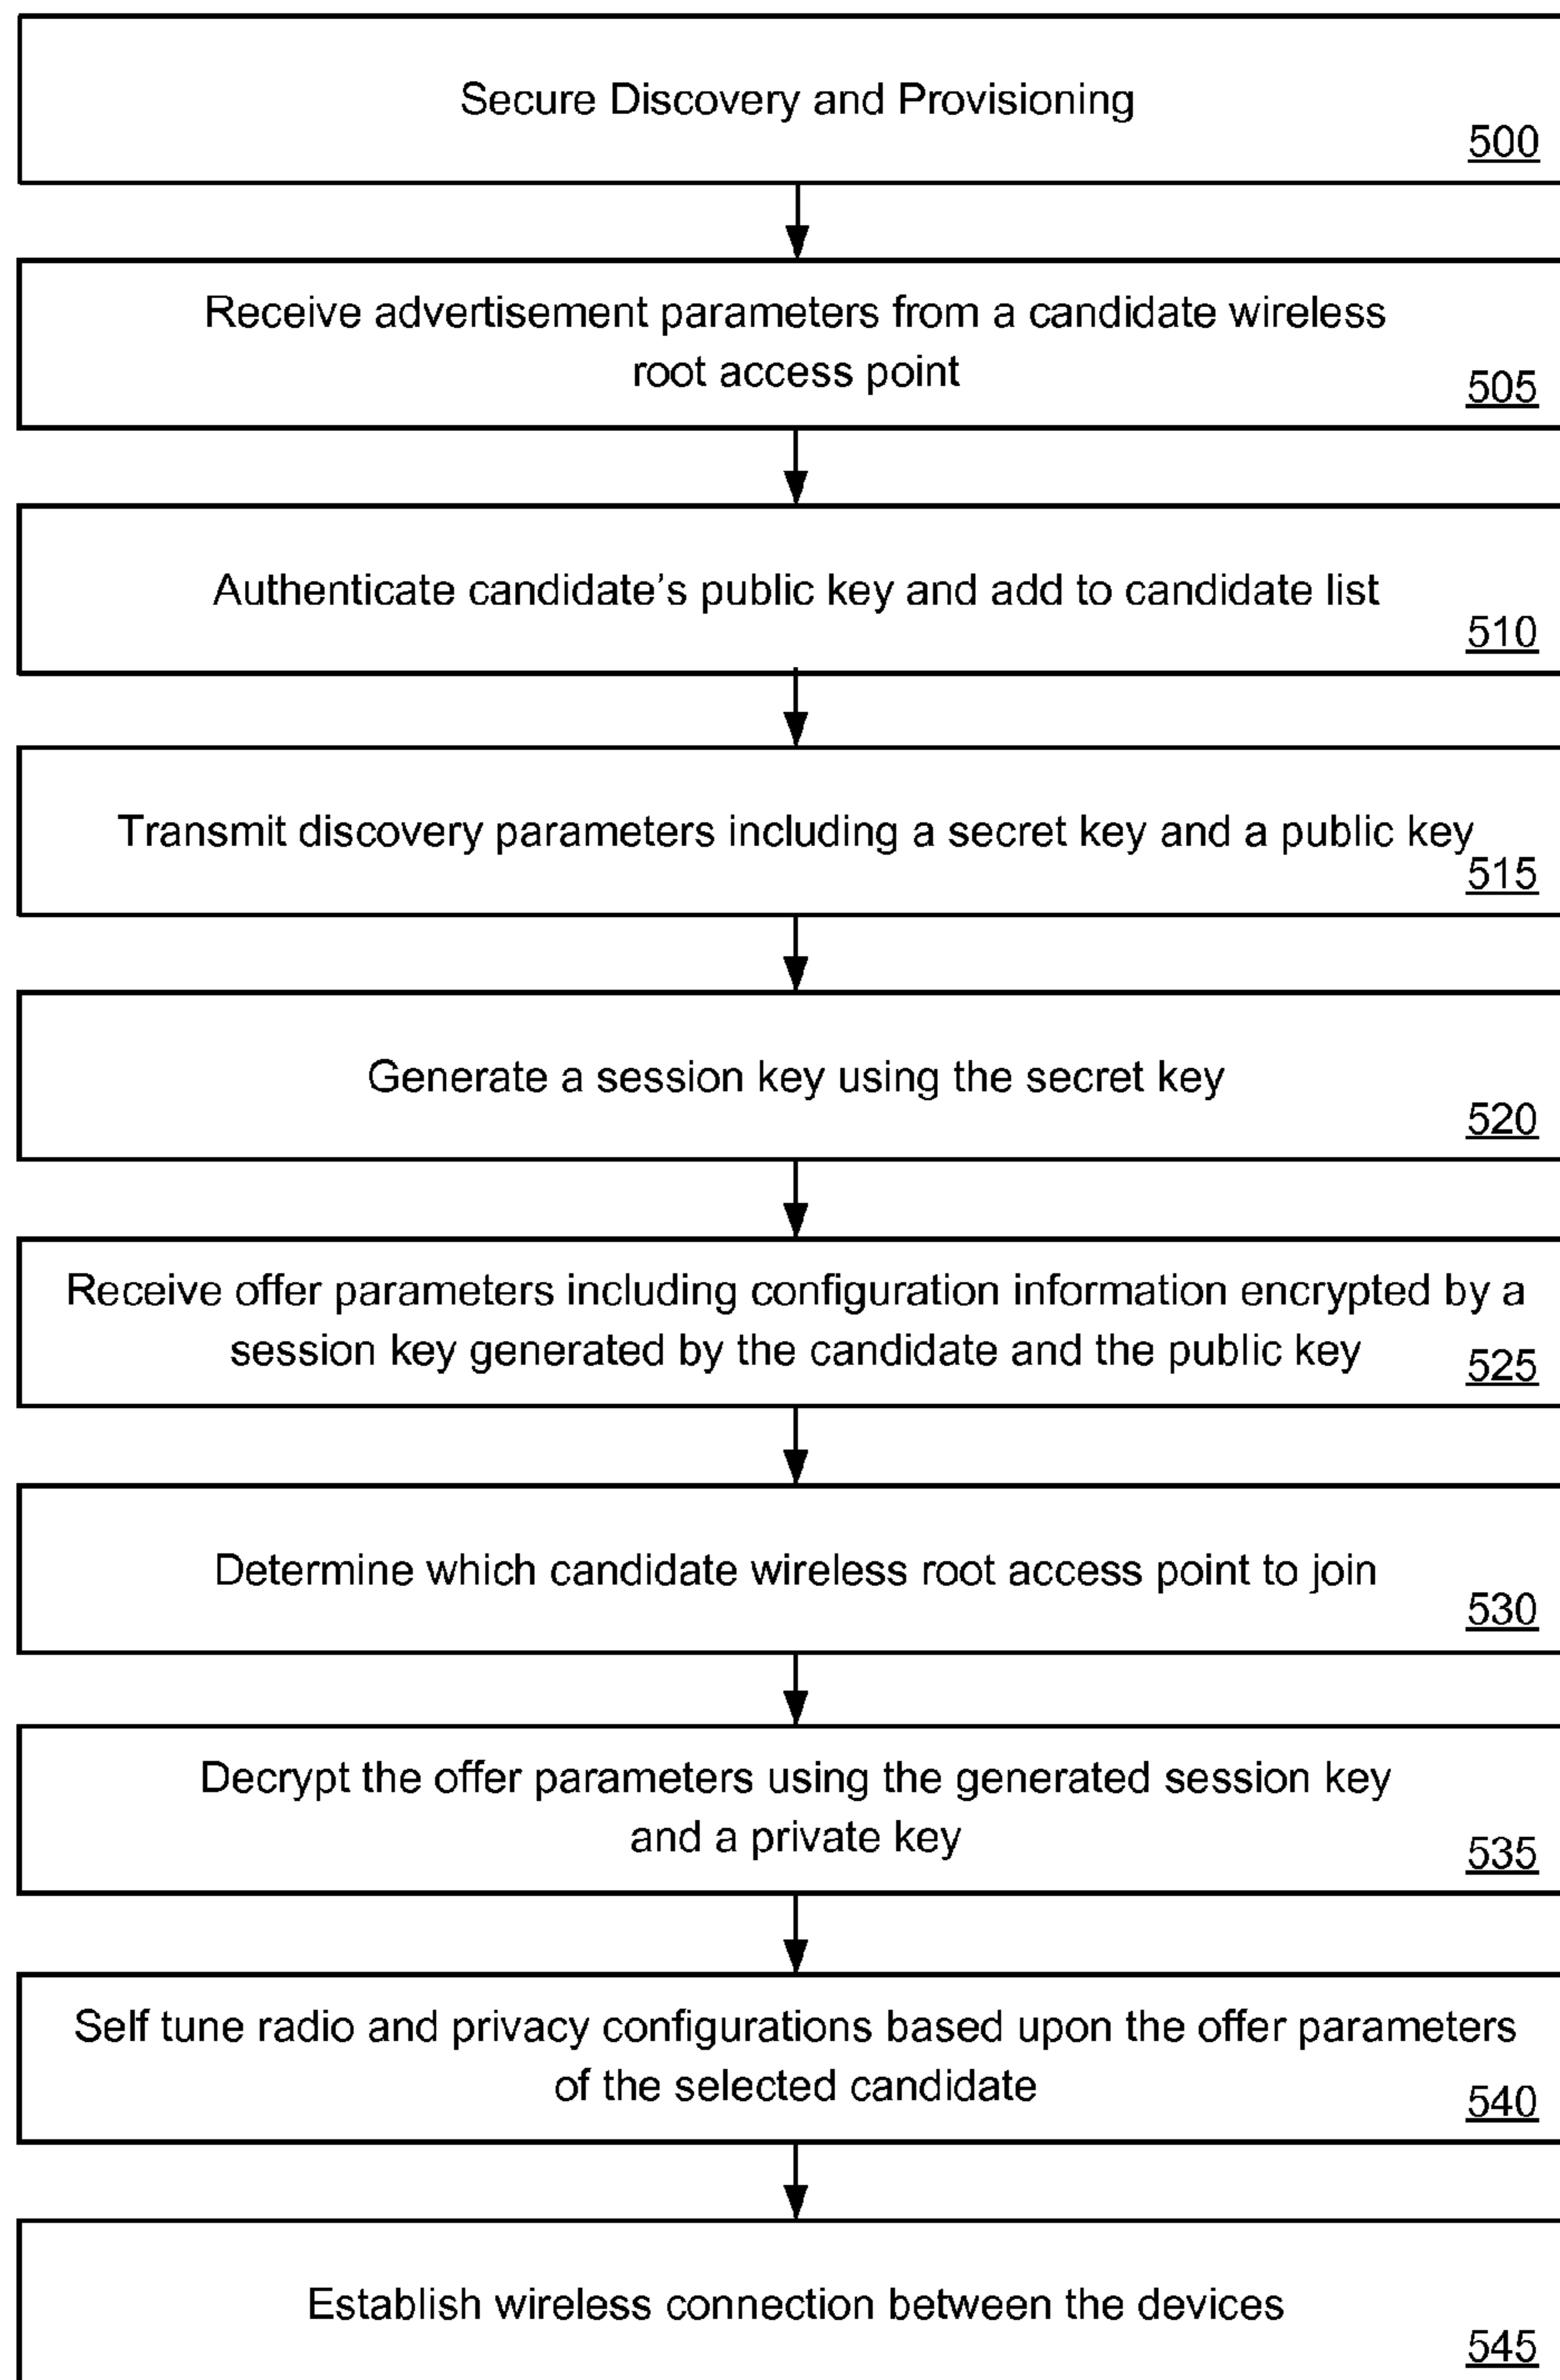 Secure Discovery and Provisioning
500
Receive advertisement parameters from a candidate wireless
root access point
505
Authenticate candidate's public key and add to candidate list
510
Transmit discovery parameters including a secret key and a public key
515
Generate a session key using the secret key
520
Receive offer parameters including configuration information encrypted by a
session key generated by the candidate and the public key
525
Determine which candidate wireless root access point to join
530
Decrypt the offer parameters using the generated session key
and a private key
535
Self tune radio and privacy configurations based upon the offer parameters
of the selected candidate
540
Establish wireless connection between the devices
545